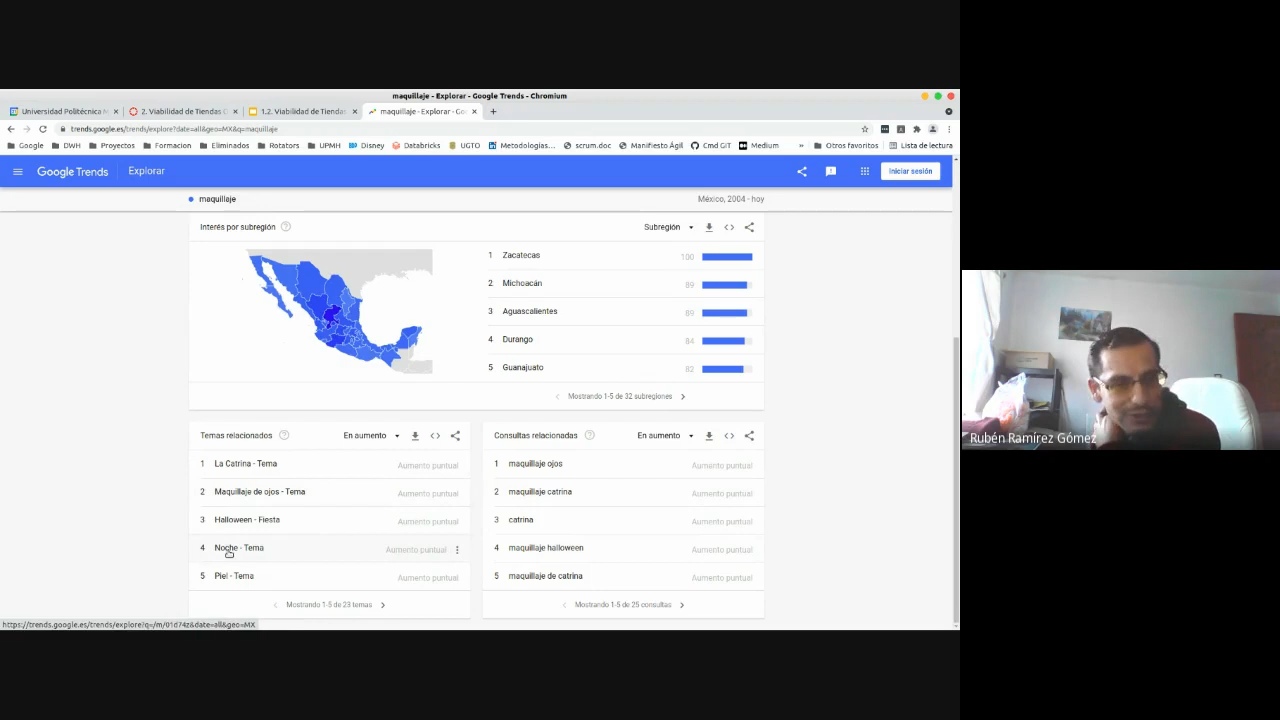 maquillaje - Explorar - Google Trends - Chromium
Universidad Politécnica
2. Viabilidad de Tiendas
1.2. Viabilidad de Tiendas
maquillaje - Explorar - Go
trends.google.es/trends/explore?date=all&geo=MX&q=maquillaje
Google DWH Proyectos Formacion Eliminados Rotators UPMH Disney Databricks UGTO Metodologías... scrum.doc Manifiesto Ágil Cmd GIT Medium » Otros favoritos Lista de lectura
Google Trends Explorar Iniciar sesión
maquillaje México, 2004 - hoy
Interés por subregión Subregión
1 Zacatecas 100
2 Michoacán 89
3 Aguascalientes 89
4 Durango 84
5 Guanajuato 82
Mostrando 1-5 de 32 subregiones
Temas relacionados En aumento
1 La Catrina - Tema Aumento puntual
2 Maquillaje de ojos - Tema Aumento puntual
3 Halloween - Fiesta Aumento puntual
4 Noche - Tema Aumento puntual
5 Piel - Tema Aumento puntual
Mostrando 1-5 de 23 temas
Consultas relacionadas En aumento
1 maquillaje ojos Aumento puntual
2 maquillaje catrina Aumento puntual
3 catrina Aumento puntual
4 maquillaje halloween Aumento puntual
5 maquillaje de catrina Aumento puntual
Mostrando 1-5 de 25 consultas
https://trends.google.es/trends/explore?q=/m/01d74z&date=all&geo=MX
Rubén Ramírez Gómez